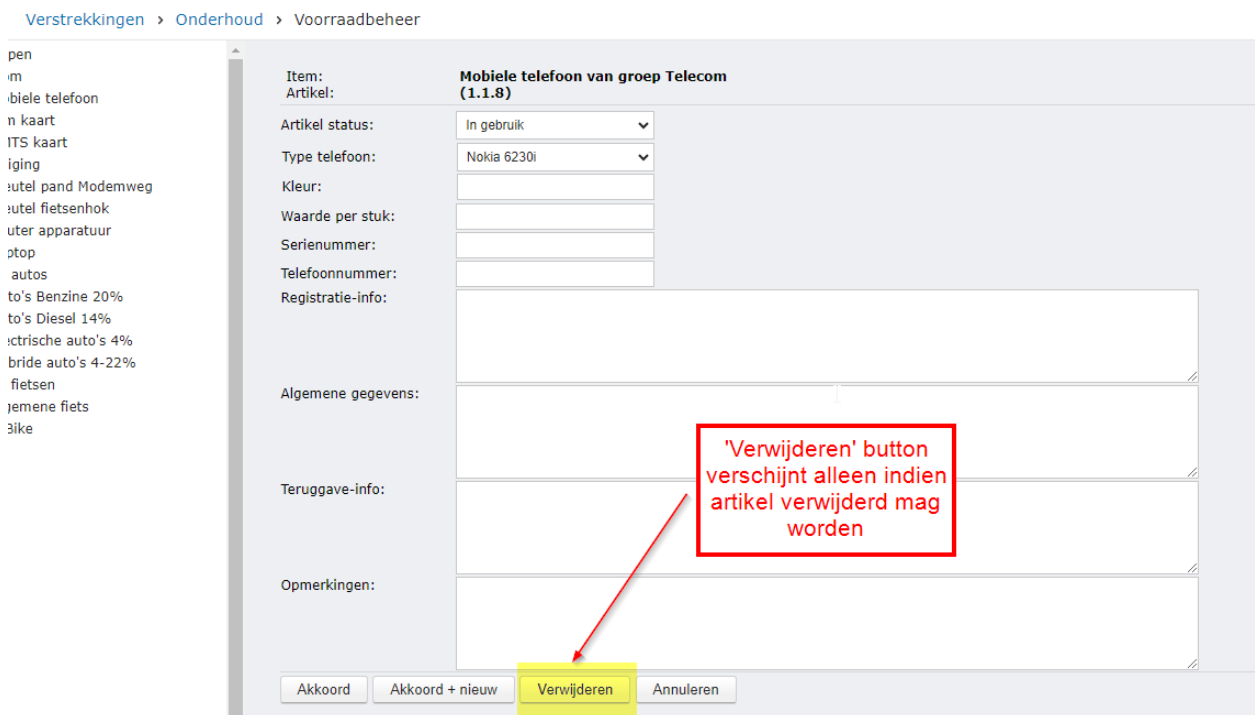 Verstrekkingen > Onderhoud > Voorraadbeheer
pen
om
obiele telefoon
m kaart
MTS kaart
iging
eutel pand Modemweg
eutel fietsenhok
uter apparatuur
ptop
autos
to's Benzine 20%
to's Diesel 14%
ectrische auto's 4%
bride auto's 4-22%
fietsen
gemene fiets
Bike
Item: Mobiele telefoon van groep Telecom
Artikel: (1.1.8)
Artikel status: In gebruik
Type telefoon: Nokia 6230i
Kleur:
Waarde per stuk:
Serienummer:
Telefoonnummer:
Registratie-info:
Algemene gegevens:
'Verwijderen' button
verschijnt alleen indien
artikel verwijderd mag
worden
Teruggave-info:
Opmerkingen:
Akkoord Akkoord + nieuw Verwijderen Annuleren